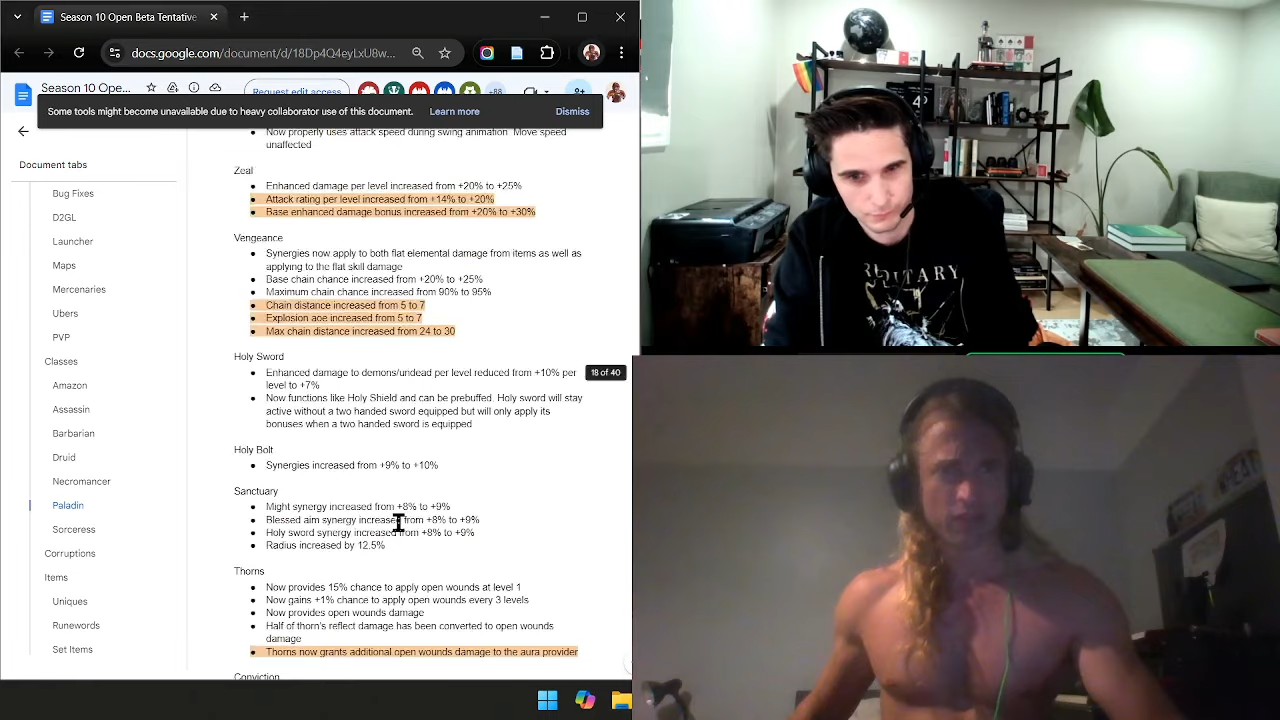 Season 10 Open Beta Tentative
docs.google.com/document/d/18Dp4Q4eyLxU8w...
Season 10 Ope...
Request edit access
+88
Some tools might become unavailable due to heavy collaborator use of this document.
Learn more
Dismiss
Document tabs
Bug Fixes
D2GL
Launcher
Maps
Mercenaries
Ubers
PVP
Classes
Amazon
Assassin
Barbarian
Druid
Necromancer
Paladin
Sorceress
Corruptions
Items
Uniques
Runewords
Set Items
Now properly uses attack speed during swing animation. Move speed
unaffected
Zeal
Enhanced damage per level increased from +20% to +25%
Attack rating per level increased from +14% to +20%
Base enhanced damage bonus increased from +20% to +30%
Vengeance
Synergies now apply to both flat elemental damage from items as well as
applying to the flat skill damage
Base chain chance increased from +20% to +25%
Maximum chain chance increased from 90% to 95%
Chain distance increased from 5 to 7
Explosion aoe increased from 5 to 7
Max chain distance increased from 24 to 30
Holy Sword
Enhanced damage to demons/undead per level reduced from +10% per
level to +7%
Now functions like Holy Shield and can be prebuffed. Holy sword will stay
active without a two handed sword equipped but will only apply its
bonuses when a two handed sword is equipped
18 of 40
Holy Bolt
Synergies increased from +9% to +10%
Sanctuary
Might synergy increased from +8% to +9%
Blessed aim synergy increased from +8% to +9%
Holy sword synergy increased from +8% to +9%
Radius increased by 12.5%
Thorns
Now provides 15% chance to apply open wounds at level 1
Now gains +1% chance to apply open wounds every 3 levels
Now provides open wounds damage
Half of thorn's reflect damage has been converted to open wounds
damage
Thorns now grants additional open wounds damage to the aura provider
Conviction